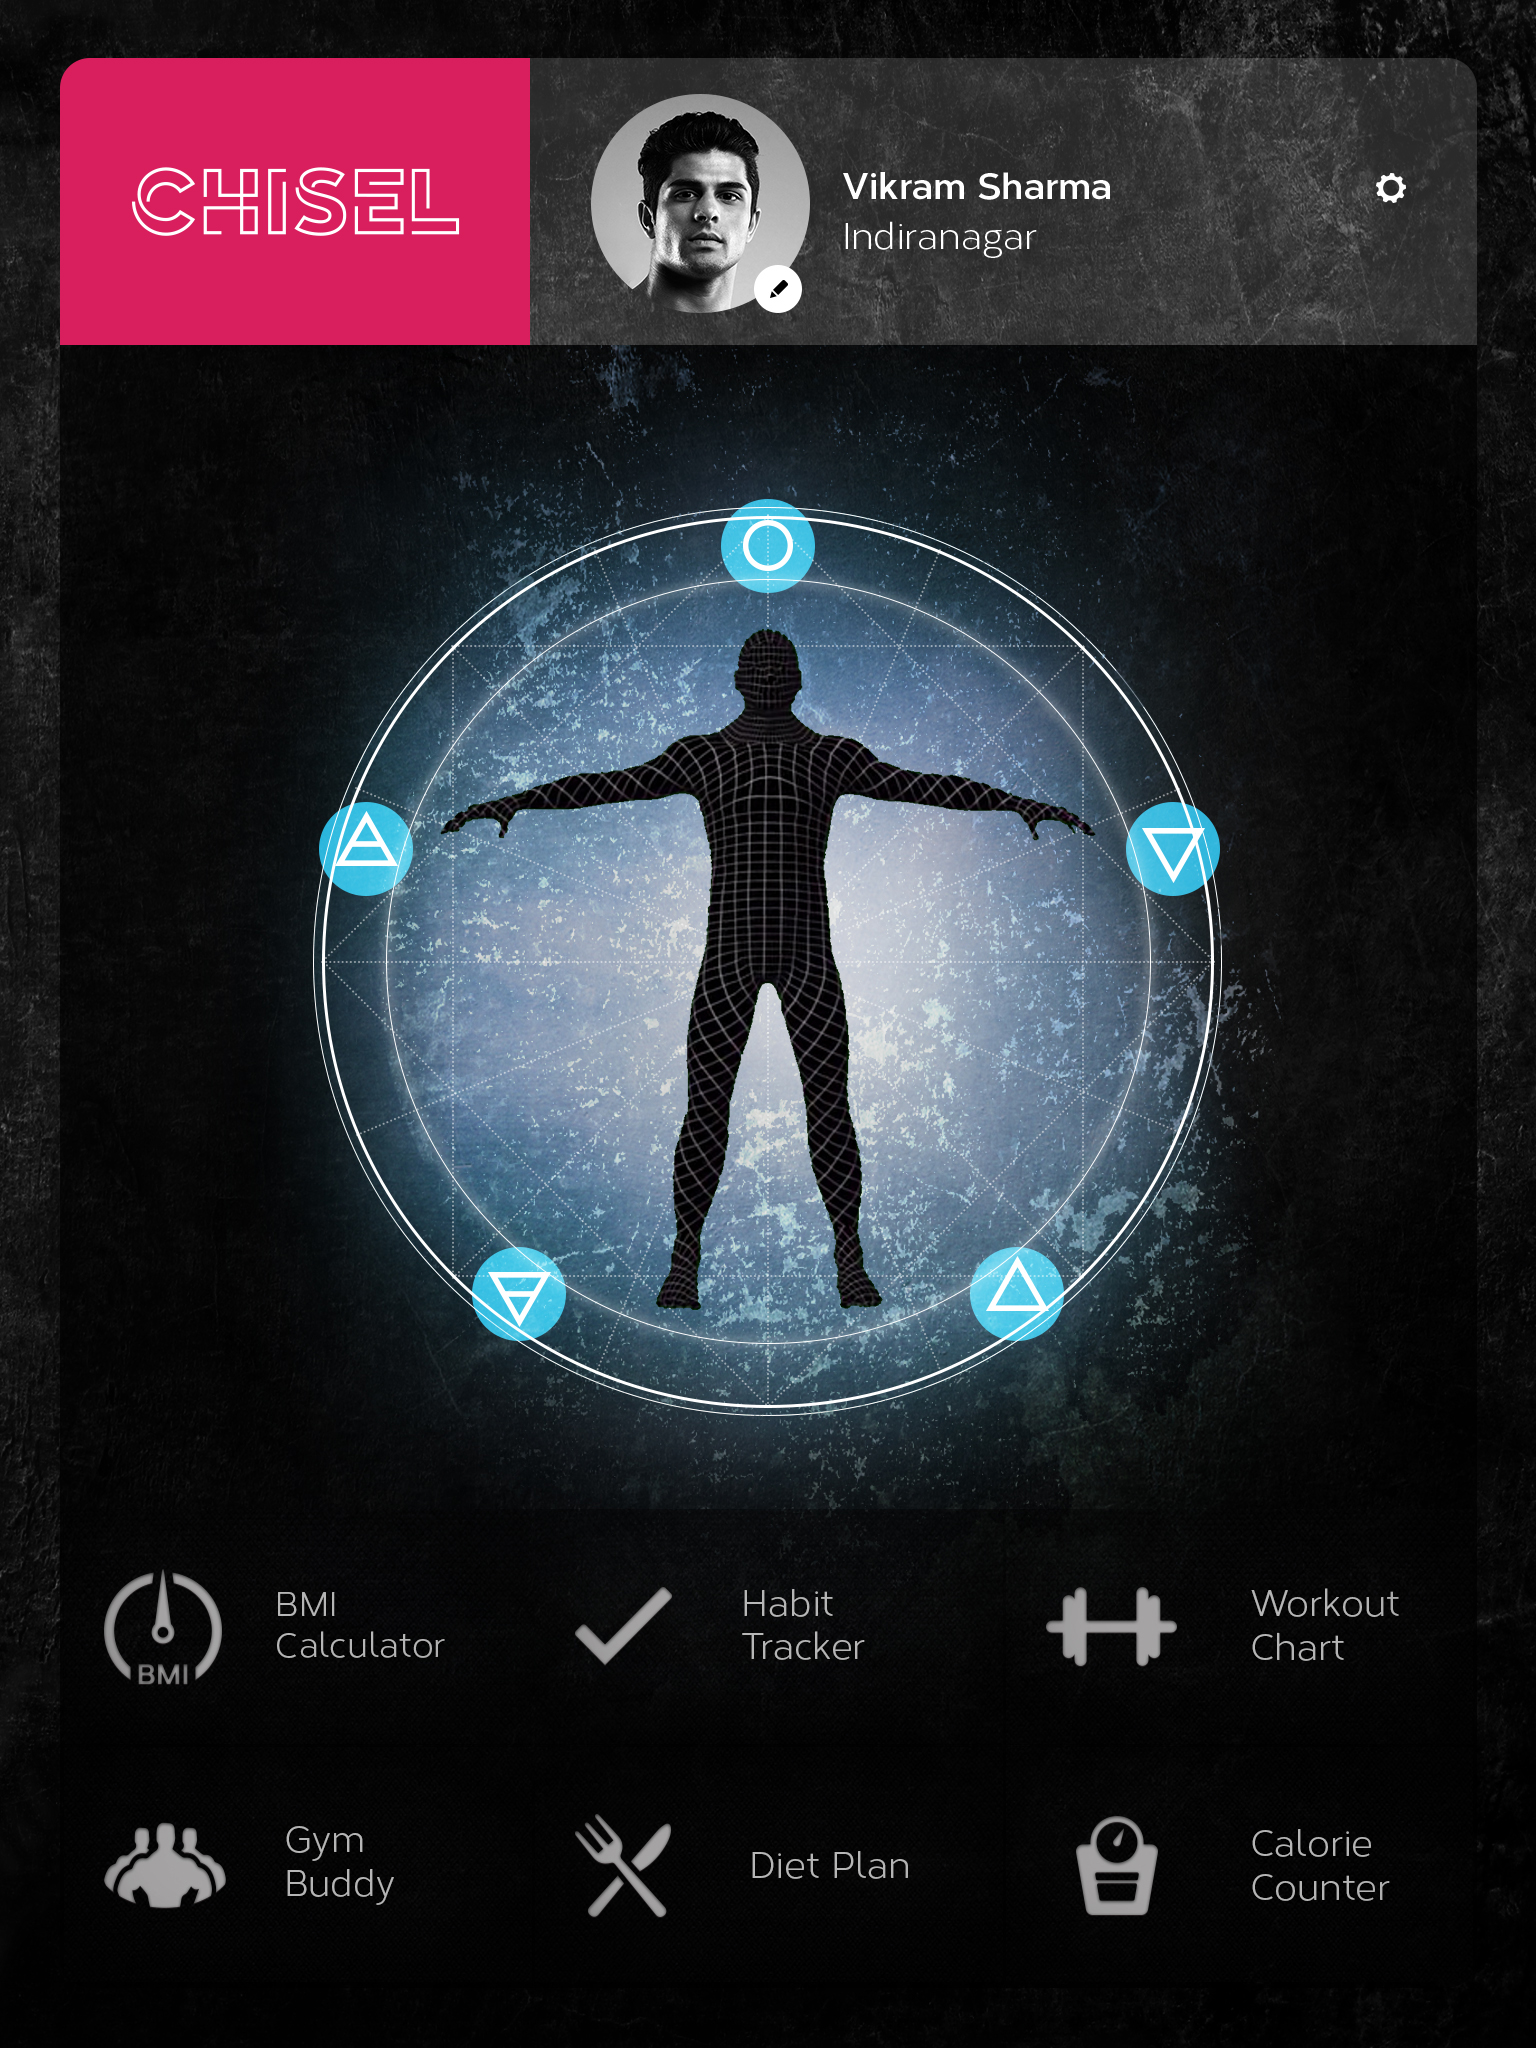 CHISEL
Vikram Sharma
Indiranagar
BMI
BMI
Calculator
Habit
Tracker
Workout
Chart
Gym
Buddy
Diet Plan
Calorie
Counter